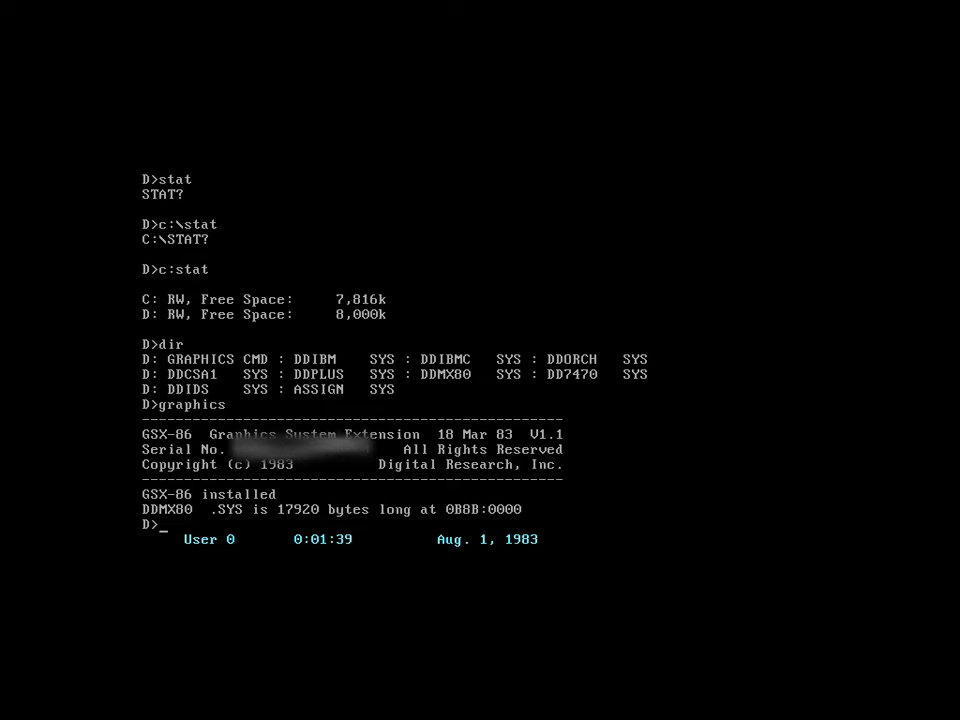 D>stat
STAT?
D>c:\stat
C:\STAT?
D>c:stat
C: RW, Free Space:     7,816k
D: RW, Free Space:     8,000k
D>dir
D: GRAPHICS CMD : DDIBM    SYS : DDIBMC   SYS : DDORCH   SYS
D: DDCSA1   SYS : DDPLUS   SYS : DDMX80   SYS : DD7470   SYS
D: DDIDS    SYS : ASSIGN   SYS
D>graphics
--------------------------------------------------
GSX-86  Graphics System Extension  18 Mar 83  V1.1
Serial No.                     All Rights Reserved
Copyright (c) 1983          Digital Research, Inc.
--------------------------------------------------
GSX-86 installed
DDMX80  .SYS is 17920 bytes long at 0B8B:0000
D>_
User 0       0:01:39          Aug. 1, 1983